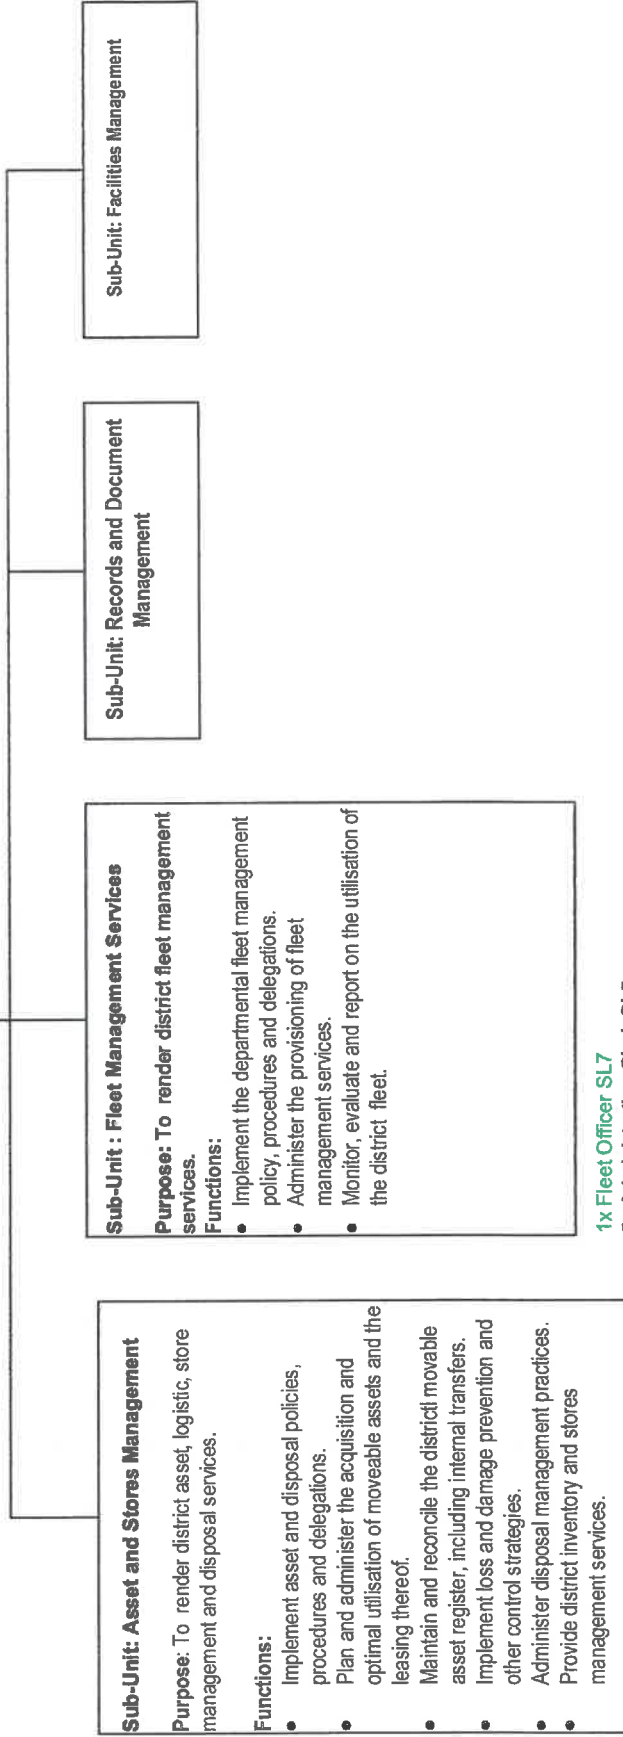 Sub-Unit: Asset and Stores Management
Purpose: To render district asset, logistic, store
management and disposal services.
Functions:
• Implement asset and disposal policies,
procedures and delegations.
• Plan and administer the acquisition and
optimal utilisation of moveable assets and the
leasing thereof.
• Maintain and reconcile the district movable
asset register, including internal transfers.
• Implement loss and damage prevention and
other control strategies.
• Administer disposal management practices.
• Provide district inventory and stores
management services.
Sub-Unit : Fleet Management Services
Purpose: To render district fleet management
services.
Functions:
• Implement the departmental fleet management
policy, procedures and delegations.
• Administer the provisioning of fleet
management services.
• Monitor, evaluate and report on the utilisation of
the district fleet.
1x Fleet Officer SL7
Sub-Unit: Records and Document
Management
Sub-Unit: Facilities Management